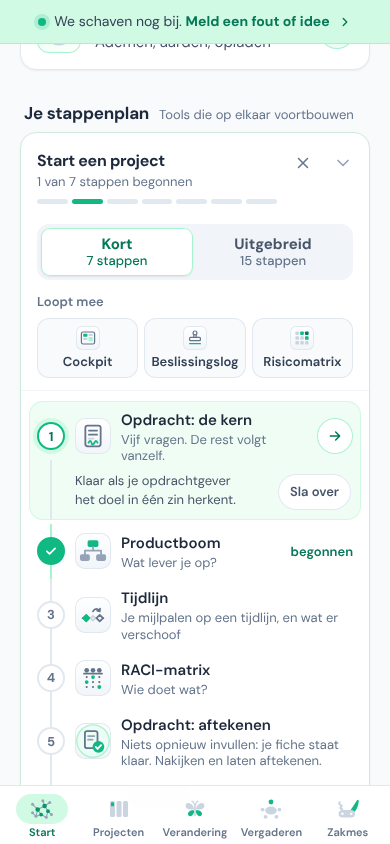 We schaven nog bij. Meld een fout of idee
Ademen, aarden, opladen
Je stappenplan Tools die op elkaar voortbouwen
Start een project
1 van 7 stappen begonnen
Kort
7 stappen
Uitgebreid
15 stappen
Loopt mee
Cockpit
Beslissingslog
Risicomatrix
1
Opdracht: de kern
Vijf vragen. De rest volgt
vanzelf.
Klaar als je opdrachtgever
het doel in één zin herkent.
Sla over
Productboom
Wat lever je op?
begonnen
3
Tijdlijn
Je mijlpalen op een tijdlijn, en wat er
verschoof
4
RACI-matrix
Wie doet wat?
5
Opdracht: aftekenen
Niets opnieuw invullen: je fiche staat
klaar. Nakijken en laten aftekenen.
Start
Projecten
Verandering
Vergaderen
Zakmes